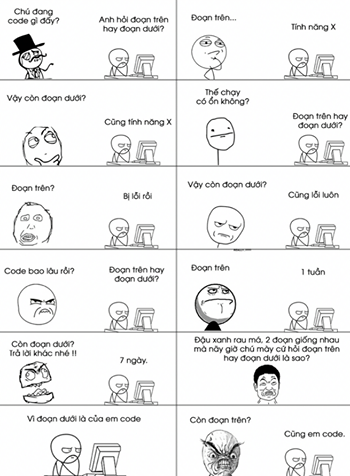 Chú đang
code gì đấy?
Anh hỏi đoạn trên
hay đoạn dưới?
Đoạn trên...
Tính năng X
Vậy còn đoạn dưới?
Cũng tính năng X
Thế chạy
có ổn không?
Đoạn trên hay
đoạn dưới?
Đoạn trên?
Bị lỗi rồi
Vậy còn đoạn dưới?
Cũng lỗi luôn
Code bao lâu rồi?
Đoạn trên hay
đoạn dưới?
Đoạn trên
1 tuần
Còn đoạn dưới?
Trả lời khác nhé !!
7 ngày.
Đậu xanh rau má, 2 đoạn giống nhau
mà nãy giờ chú mày cứ hỏi đoạn trên
hay đoạn dưới là sao?
Vì đoạn dưới là của em code
Còn đoạn trên?
Cũng em code.